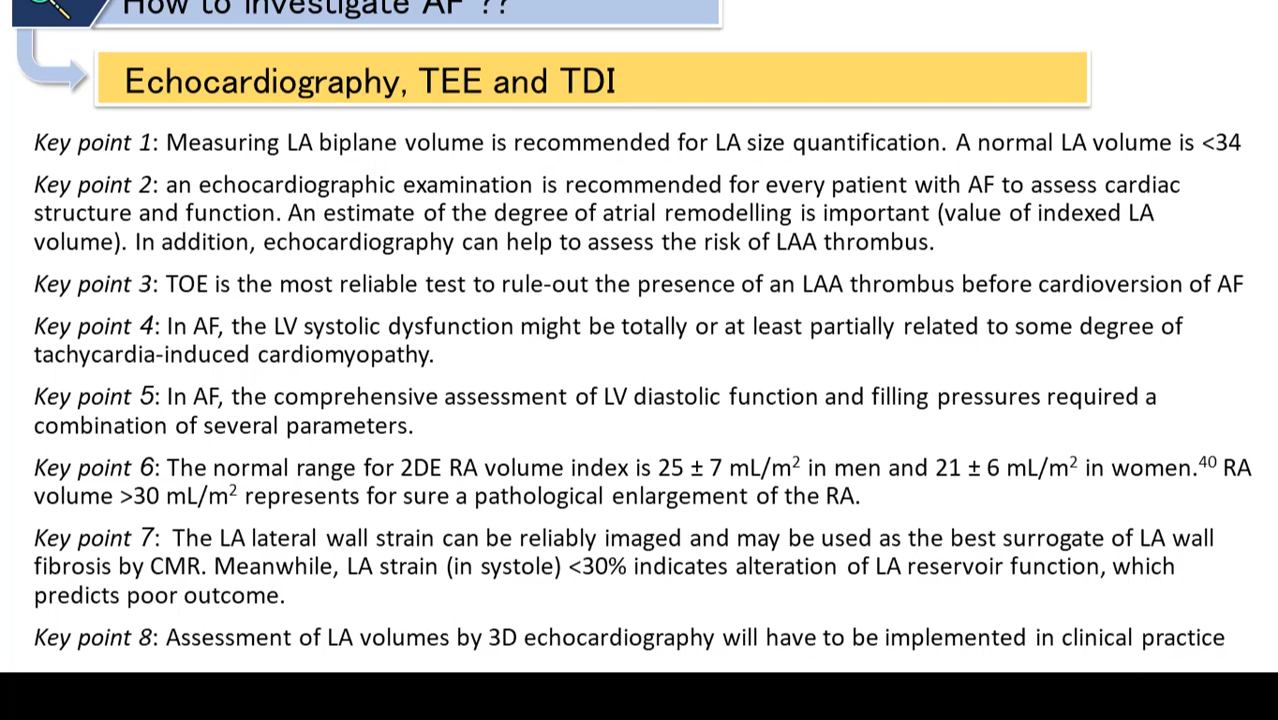 How to investigate AF ??
Echocardiography, TEE and TDI
Key point 1: Measuring LA biplane volume is recommended for LA size quantification. A normal LA volume is <34
Key point 2: an echocardiographic examination is recommended for every patient with AF to assess cardiac
structure and function. An estimate of the degree of atrial remodelling is important (value of indexed LA
volume). In addition, echocardiography can help to assess the risk of LAA thrombus.
Key point 3: TOE is the most reliable test to rule-out the presence of an LAA thrombus before cardioversion of AF
Key point 4: In AF, the LV systolic dysfunction might be totally or at least partially related to some degree of
tachycardia-induced cardiomyopathy.
Key point 5: In AF, the comprehensive assessment of LV diastolic function and filling pressures required a
combination of several parameters.
Key point 6: The normal range for 2DE RA volume index is 25 ± 7 mL/m² in men and 21 ± 6 mL/m² in women.⁴⁰ RA
volume >30 mL/m² represents for sure a pathological enlargement of the RA.
Key point 7: The LA lateral wall strain can be reliably imaged and may be used as the best surrogate of LA wall
fibrosis by CMR. Meanwhile, LA strain (in systole) <30% indicates alteration of LA reservoir function, which
predicts poor outcome.
Key point 8: Assessment of LA volumes by 3D echocardiography will have to be implemented in clinical practice